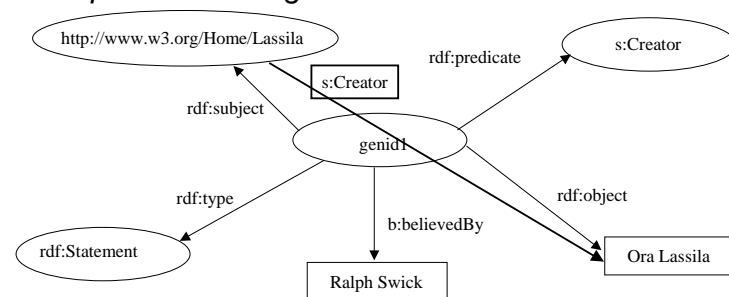 http://www.w3.org/Home/Lassila
s:Creator
rdf:predicate
s:Creator
rdf:subject
genid1
rdf:type
rdf:object
b:believedBy
rdf:Statement
Ora Lassila
Ralph Swick